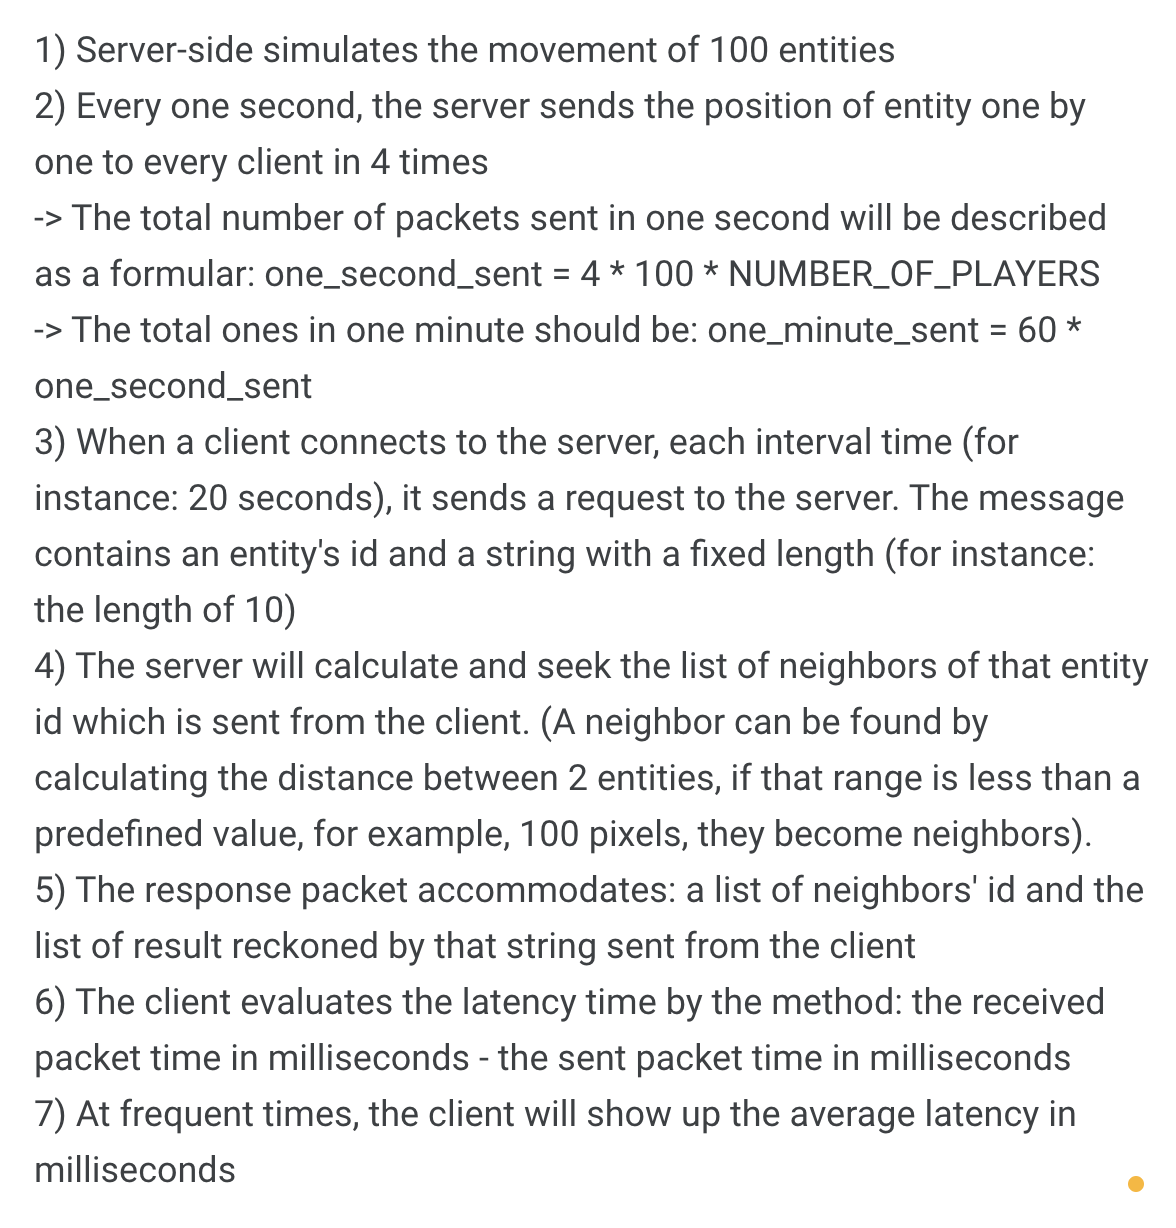 1) Server-side simulates the movement of 100 entities
2) Every one second, the server sends the position of entity one by
one to every client in 4 times
-> The total number of packets sent in one second will be described
as a formular: one_second_sent = 4 * 100 * NUMBER_OF_PLAYERS
-> The total ones in one minute should be: one_minute_sent = 60 *
one_second_sent
3) When a client connects to the server, each interval time (for
instance: 20 seconds), it sends a request to the server. The message
contains an entity's id and a string with a fixed length (for instance:
the length of 10)
4) The server will calculate and seek the list of neighbors of that entity
id which is sent from the client. (A neighbor can be found by
calculating the distance between 2 entities, if that range is less than a
predefined value, for example, 100 pixels, they become neighbors).
5) The response packet accommodates: a list of neighbors' id and the
list of result reckoned by that string sent from the client
6) The client evaluates the latency time by the method: the received
packet time in milliseconds - the sent packet time in milliseconds
7) At frequent times, the client will show up the average latency in
milliseconds